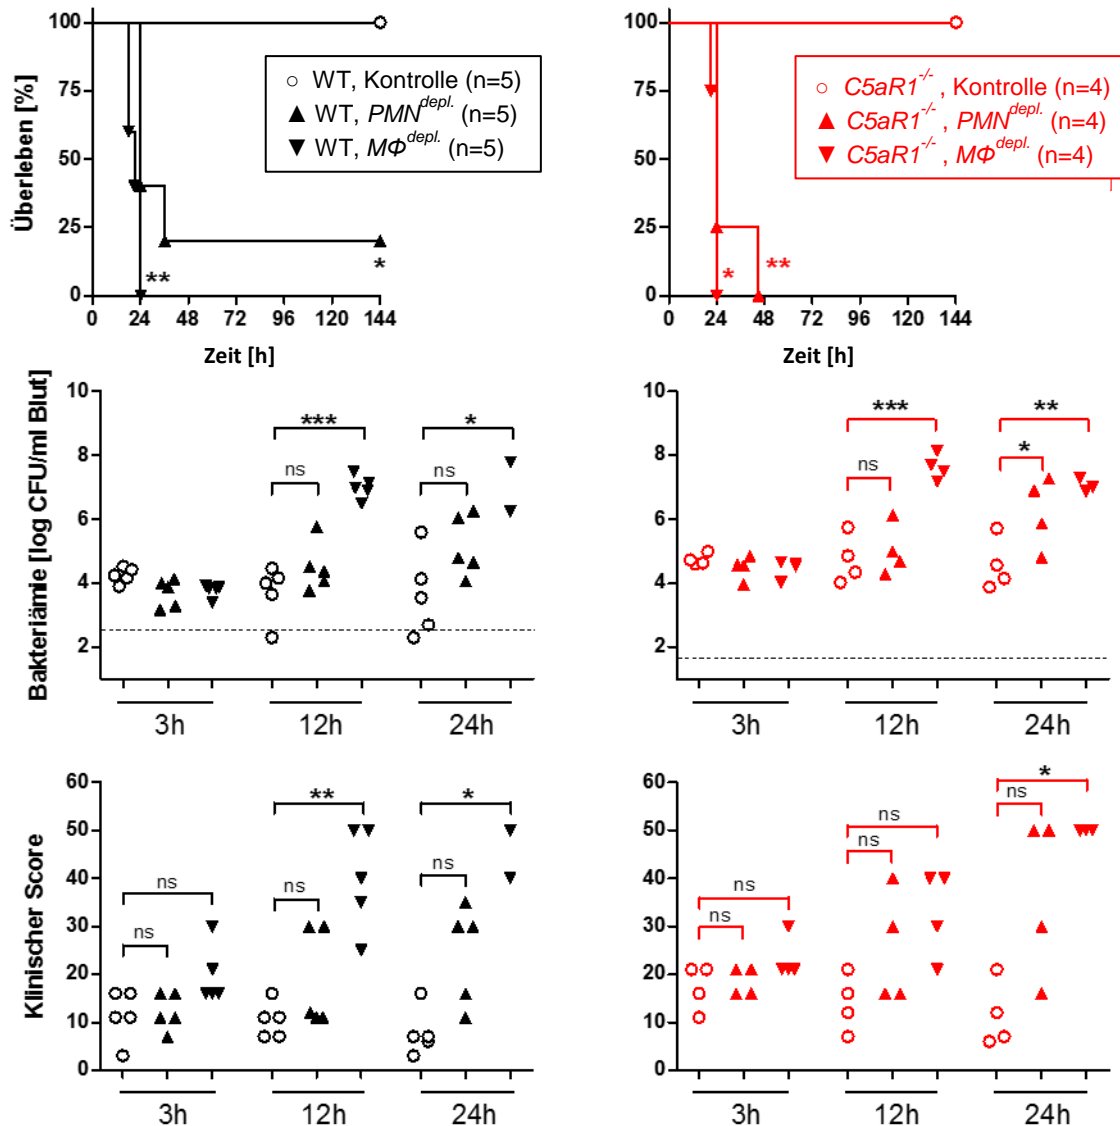 Überleben [%]
100
75
50
25
0
0 24 48 72 96 120 144
Zeit [h]
WT, Kontrolle (n=5)
WT, PMN^depl. (n=5)
WT, MΦ^depl. (n=5)
** *
100
75
50
25
0
0 24 48 72 96 120 144
Zeit [h]
C5aR1^-/- , Kontrolle (n=4)
C5aR1^-/- , PMN^depl. (n=4)
C5aR1^-/- , MΦ^depl. (n=4)
* **
Bakteriämie [log CFU/ml Blut]
10
8
6
4
2
*** *
ns ns
3h 12h 24h
10
8
6
4
2
*** **
ns *
3h 12h 24h
Klinischer Score
60
50
40
30
20
10
0
** *
ns ns ns
ns
3h 12h 24h
60
50
40
30
20
10
0
*
ns
ns
ns
ns
ns
3h 12h 24h